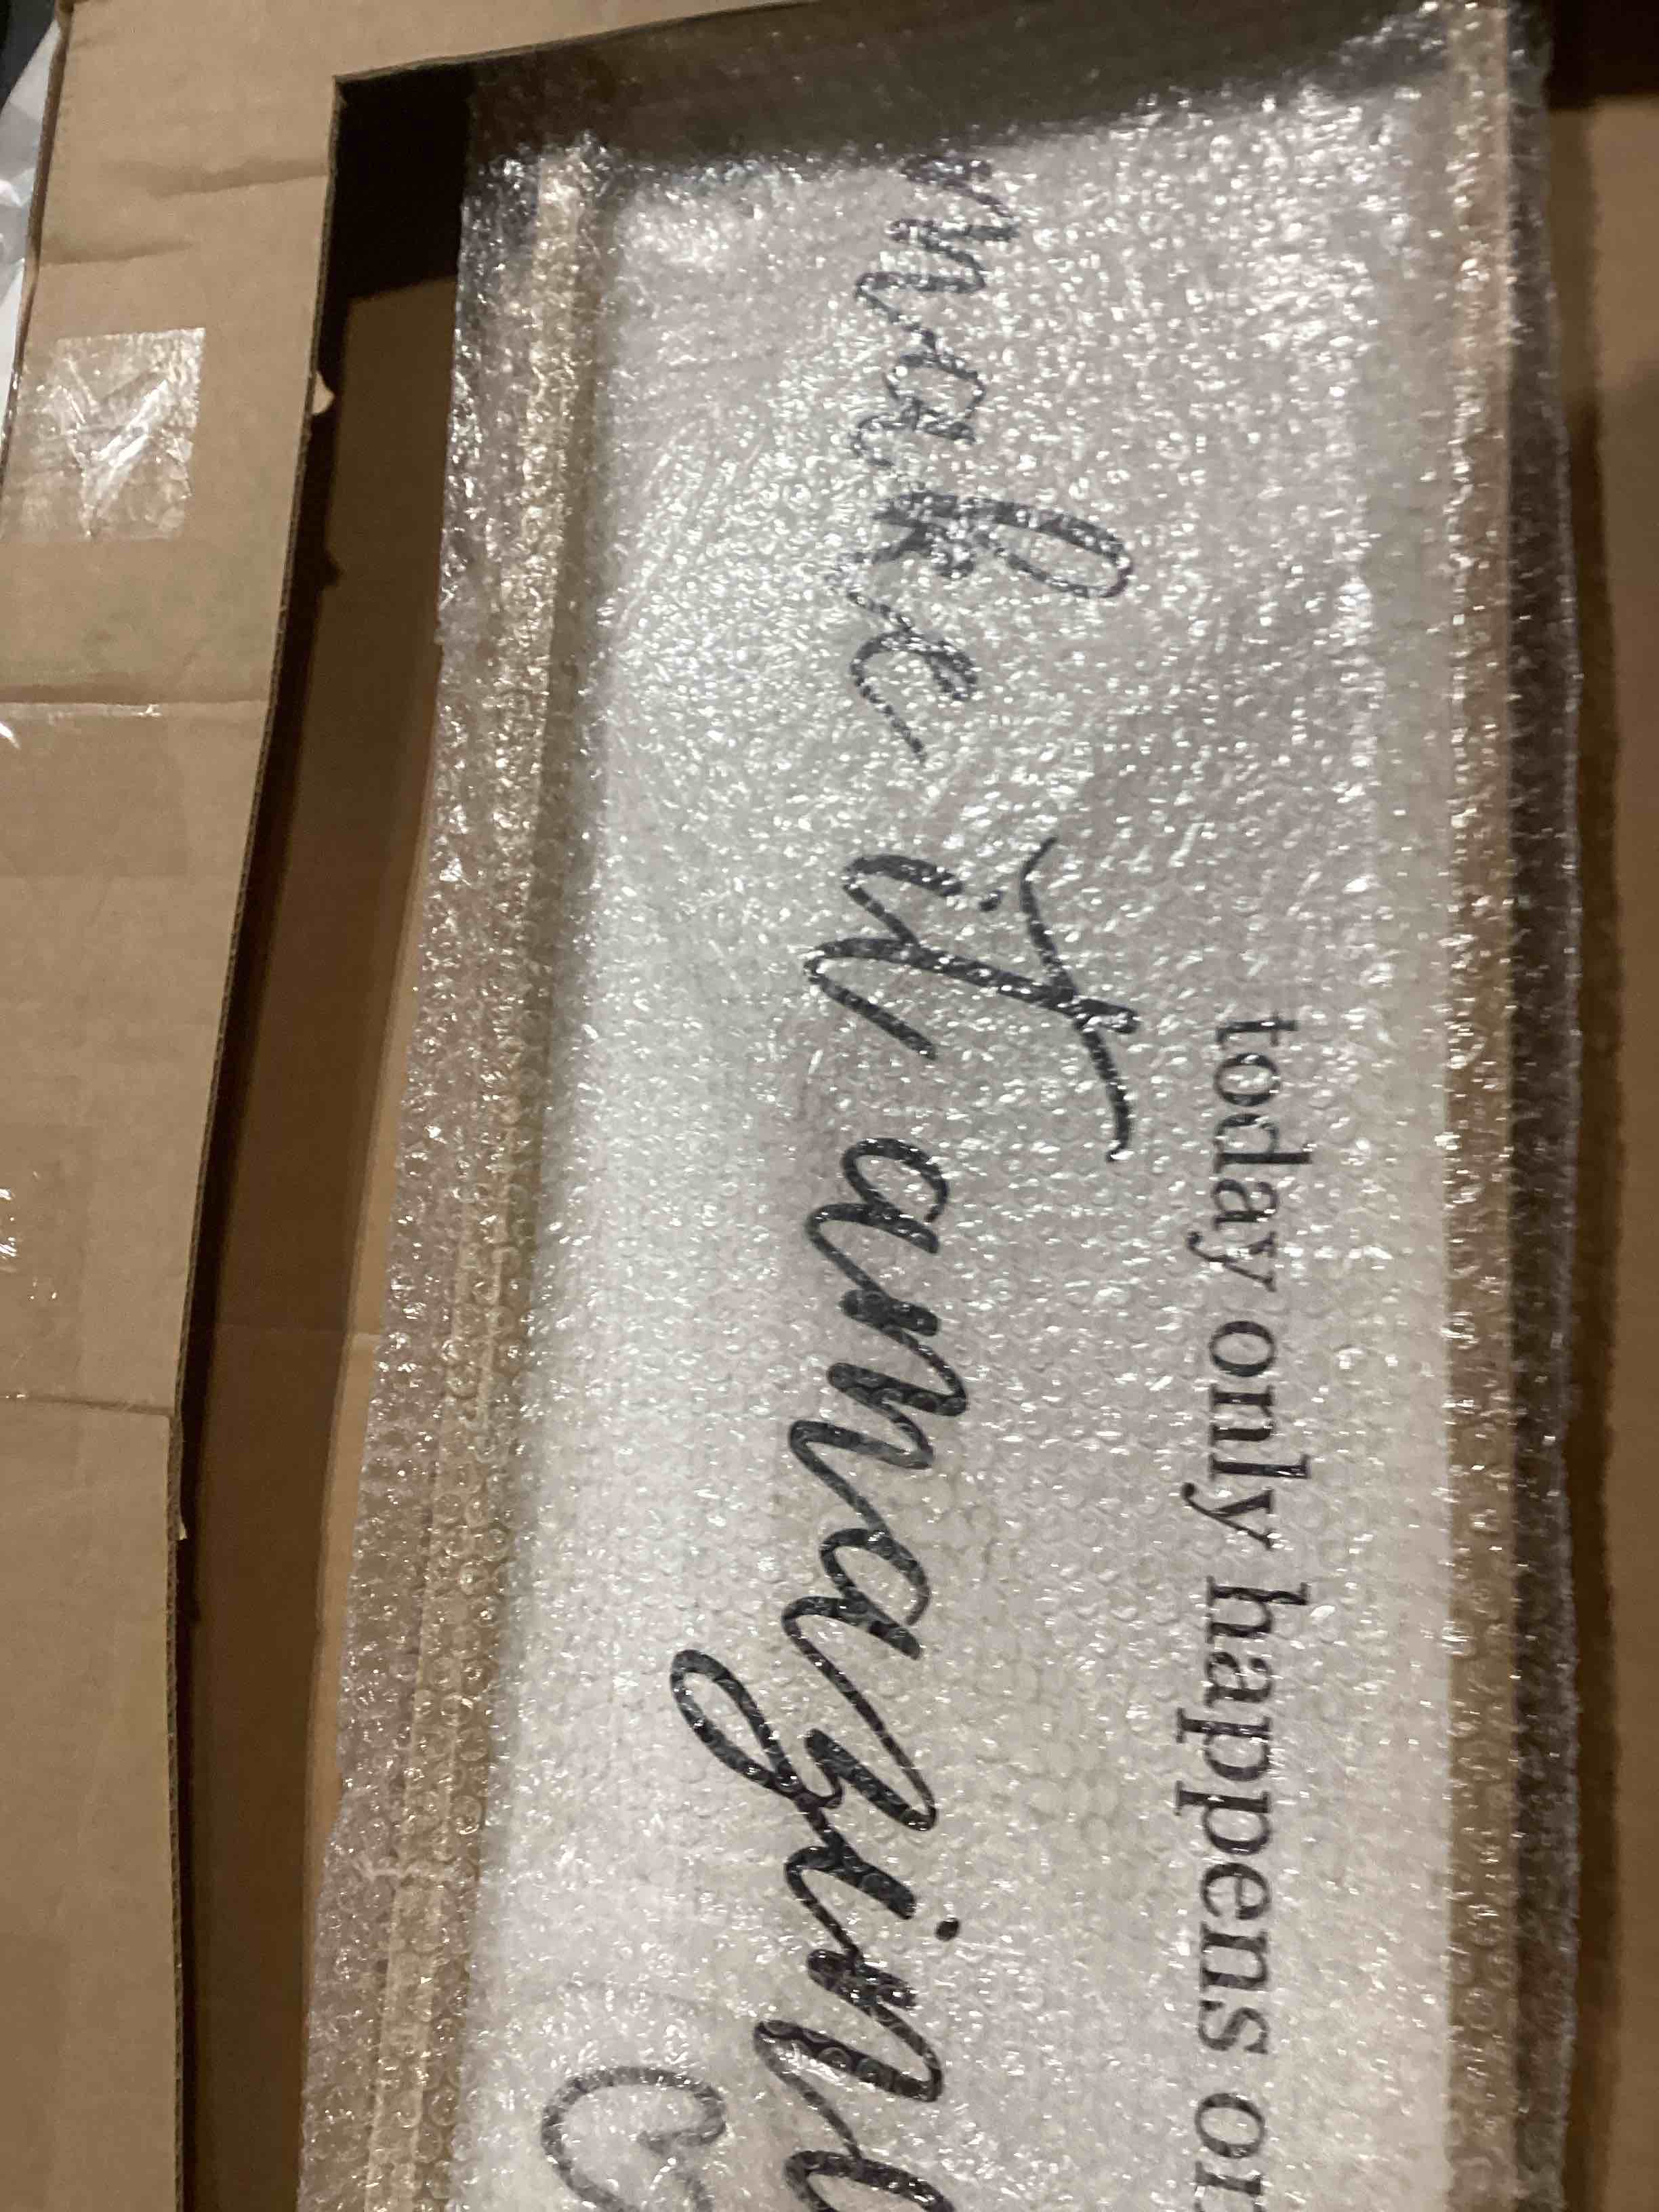 today only happens
make it amazing